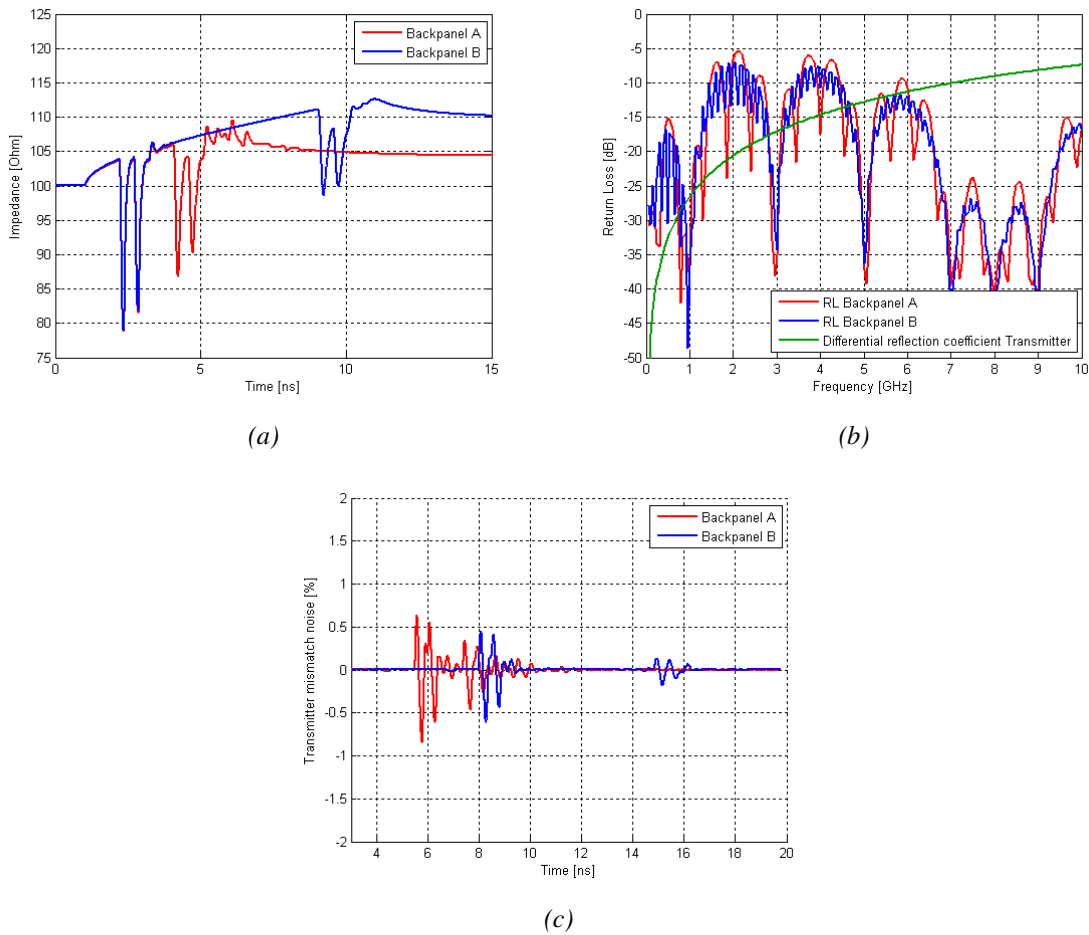 125
120
115
110
105
100
95
90
85
80
75
0
5
10
15
Impedance [Ohm]
Time [ns]
Backpanel A
Backpanel B
(a)
0
-5
-10
-15
-20
-25
-30
-35
-40
-45
-50
0 1 2 3 4 5 6 7 8 9 10
Return Loss [dB]
Frequency [GHz]
RL Backpanel A
RL Backpanel B
Differential reflection coefficient Transmitter
(b)
2
1.5
1
0.5
0
-0.5
-1
-1.5
-2
4 6 8 10 12 14 16 18 20
Transmitter mismatch noise [%]
Time [ns]
Backpanel A
Backpanel B
(c)